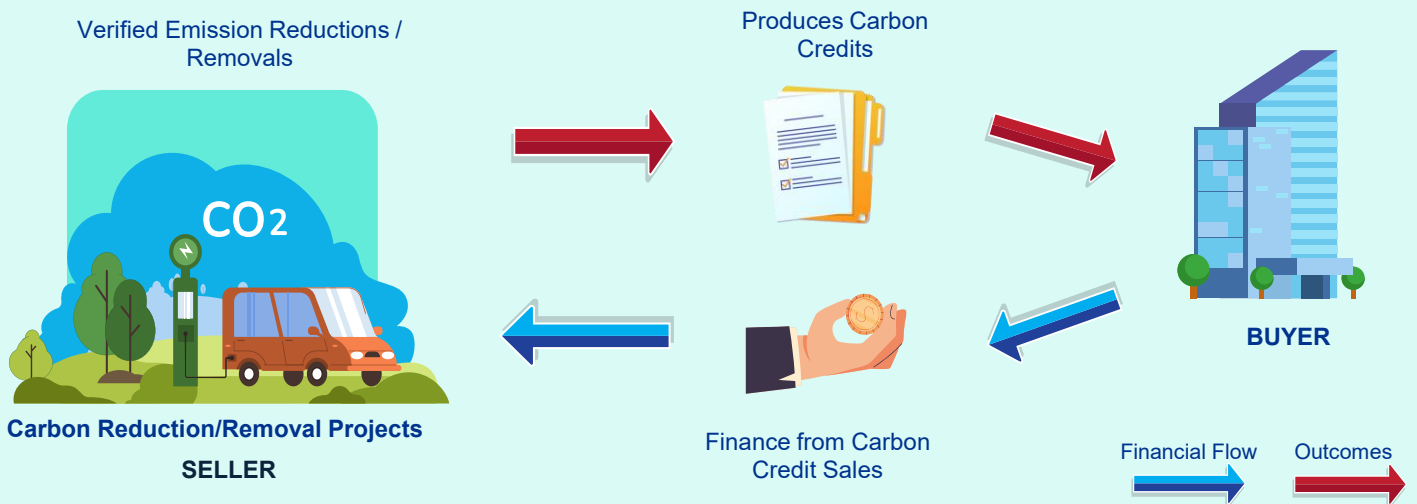 Verified Emission Reductions /
Removals
Produces Carbon
Credits
CO2
BUYER
Carbon Reduction/Removal Projects
SELLER
Finance from Carbon
Credit Sales
Financial Flow
Outcomes